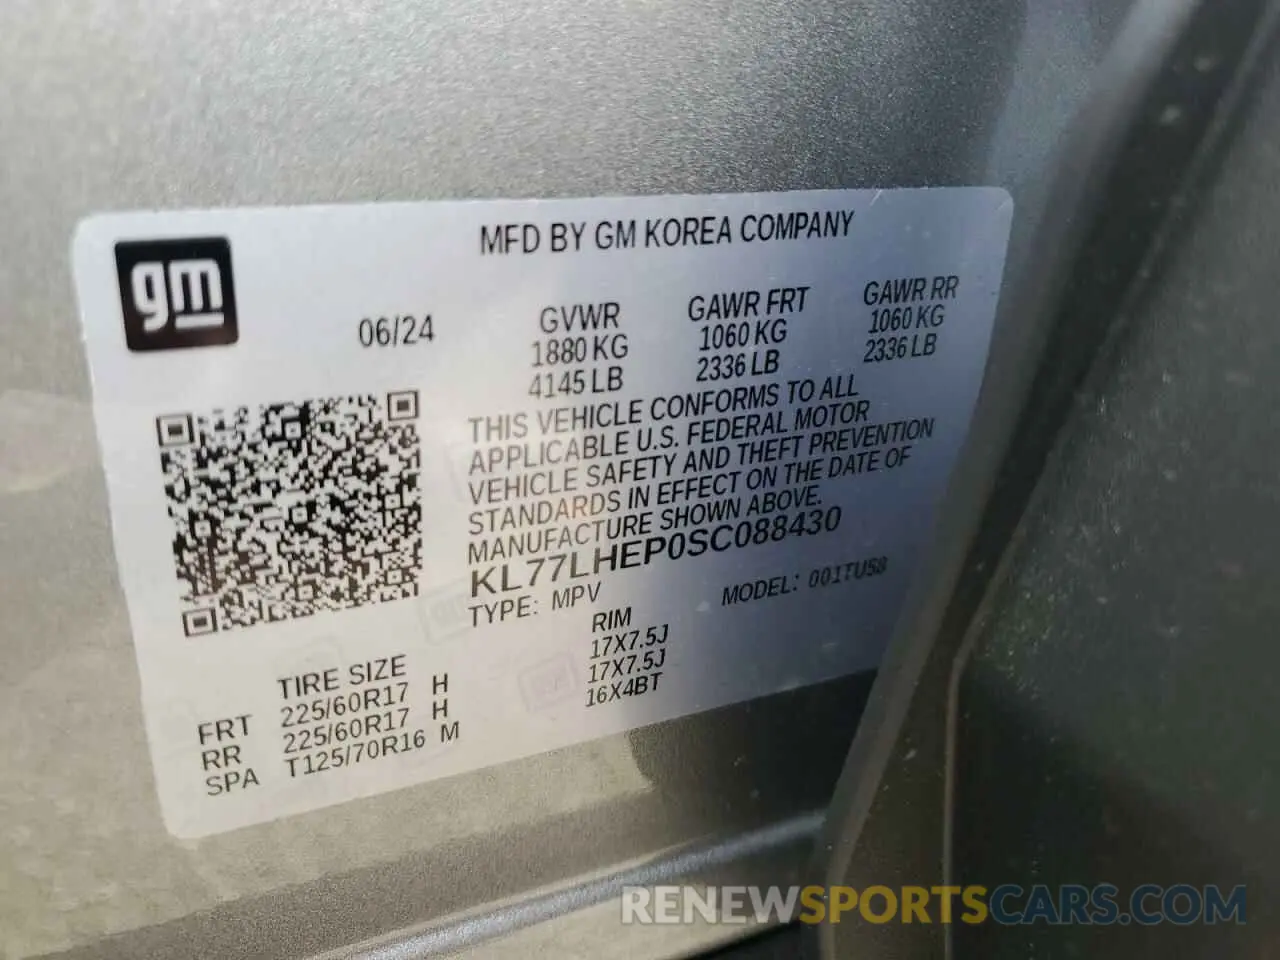 gm
MFD BY GM KOREA COMPANY
06/24
GVWR
1880 KG
4145 LB
GAWR FRT
1060 KG
2336 LB
GAWR RR
1060 KG
2336 LB
THIS VEHICLE CONFORMS TO ALL
APPLICABLE U.S. FEDERAL MOTOR
VEHICLE SAFETY AND THEFT PREVENTION
STANDARDS IN EFFECT ON THE DATE OF
MANUFACTURE SHOWN ABOVE.
KL77LHEP0SC088430
TYPE: MPV
MODEL: 001TU58
TIRE SIZE RIM
FRT 225/60R17 H 17X7.5J
RR 225/60R17 H 17X7.5J
SPA T125/70R16 M 16X4BT
RENEWSPORTSCARS.COM